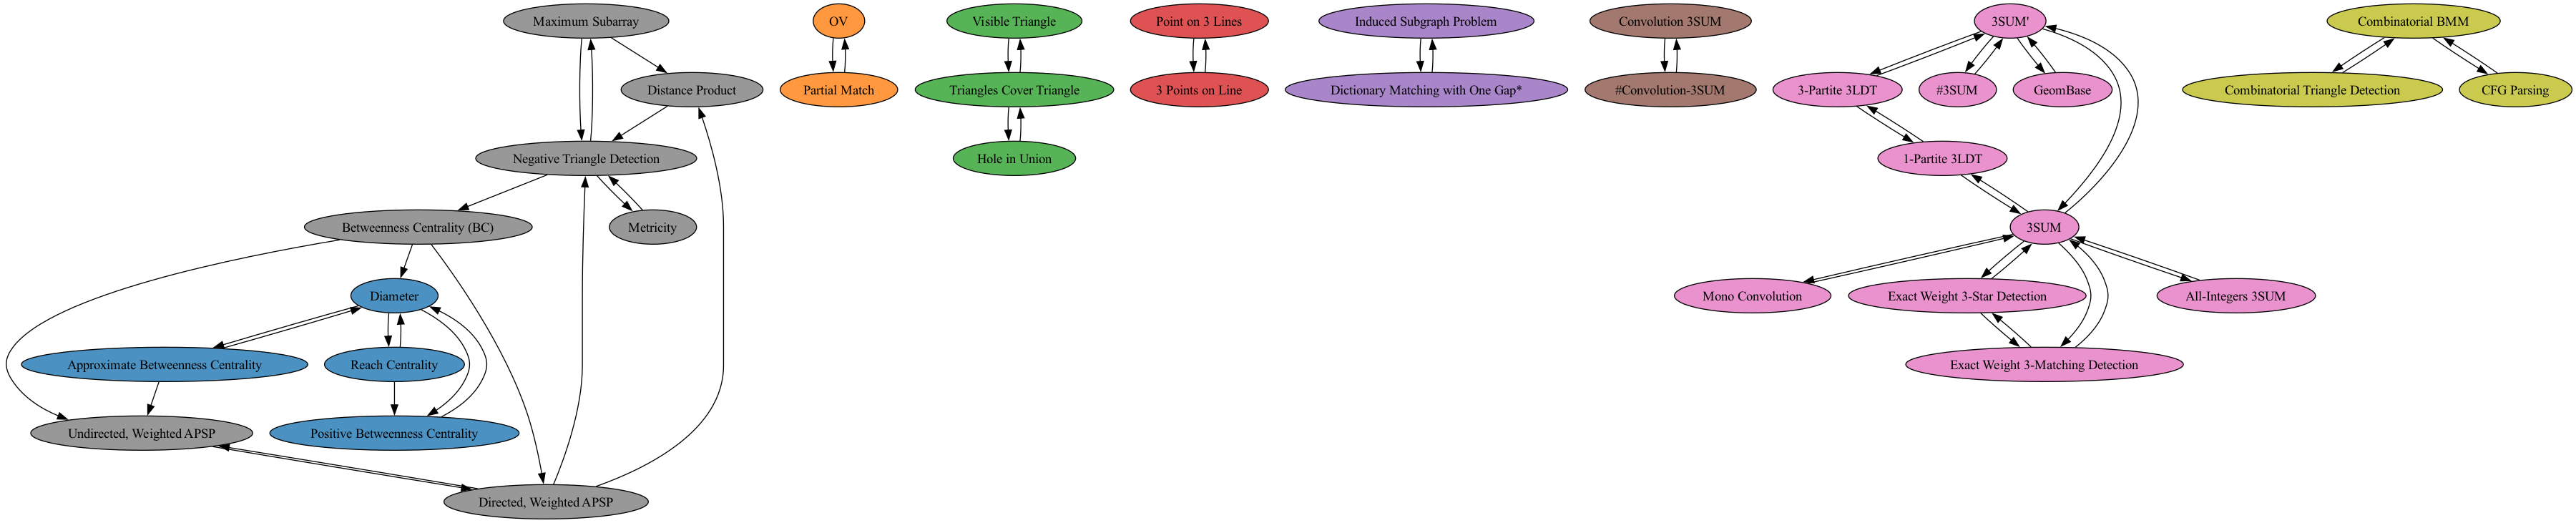 Maximum Subarray
OV
Visible Triangle
Point on 3 Lines
Induced Subgraph Problem
Convolution 3SUM
3SUM'
Combinatorial BMM
Distance Product
Partial Match
Triangles Cover Triangle
3 Points on Line
Dictionary Matching with One Gap*
#Convolution-3SUM
3-Partite 3LDT
#3SUM
GeomBase
Combinatorial Triangle Detection
CFG Parsing
Negative Triangle Detection
Hole in Union
1-Partite 3LDT
Betweenness Centrality (BC)
Metricity
3SUM
Diameter
Mono Convolution
Exact Weight 3-Star Detection
All-Integers 3SUM
Approximate Betweenness Centrality
Reach Centrality
Exact Weight 3-Matching Detection
Undirected, Weighted APSP
Positive Betweenness Centrality
Directed, Weighted APSP